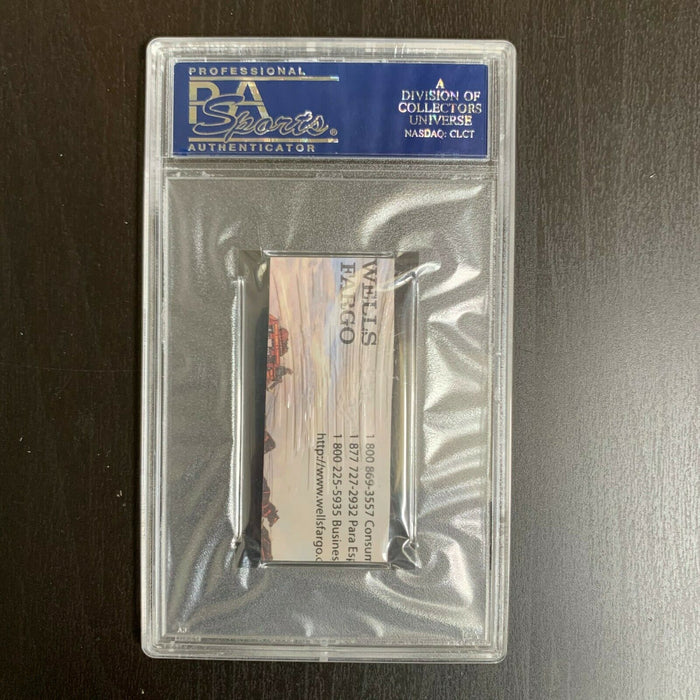 PROFESSIONAL
PSA
Sports®
AUTHENTICATOR
A
DIVISION OF
COLLECTORS
UNIVERSE
NASDAQ: CLCT
WELLS
FARGO
1 800 869-3557 Consum
1 877 727-2932 Para Esp
1 800 225-5935 Busines
http://www.wellsfargo.c